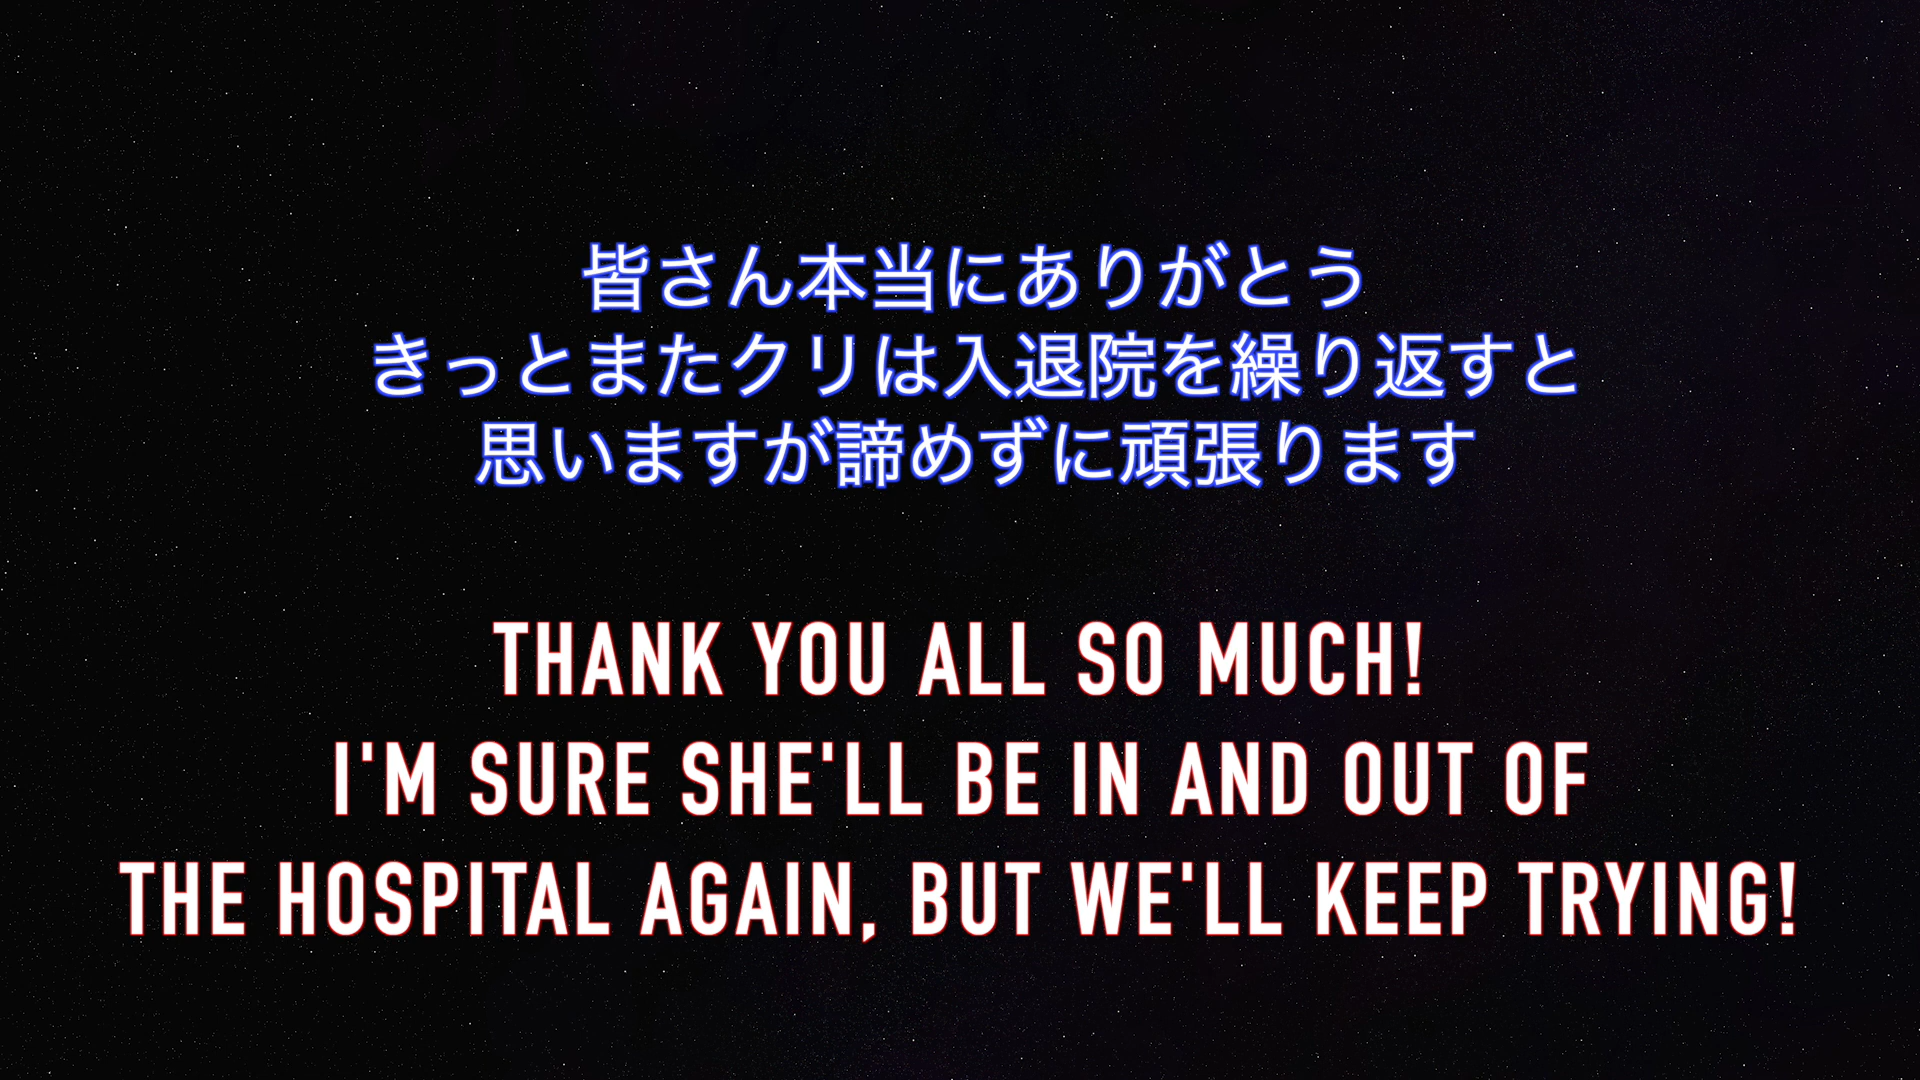 皆さん本当にありがとう
きっとまたクリは入退院を繰り返すと
思いますが諦めずに頑張ります
THANK YOU ALL SO MUCH!
I'M SURE SHE'LL BE IN AND OUT OF
THE HOSPITAL AGAIN, BUT WE'LL KEEP TRYING!